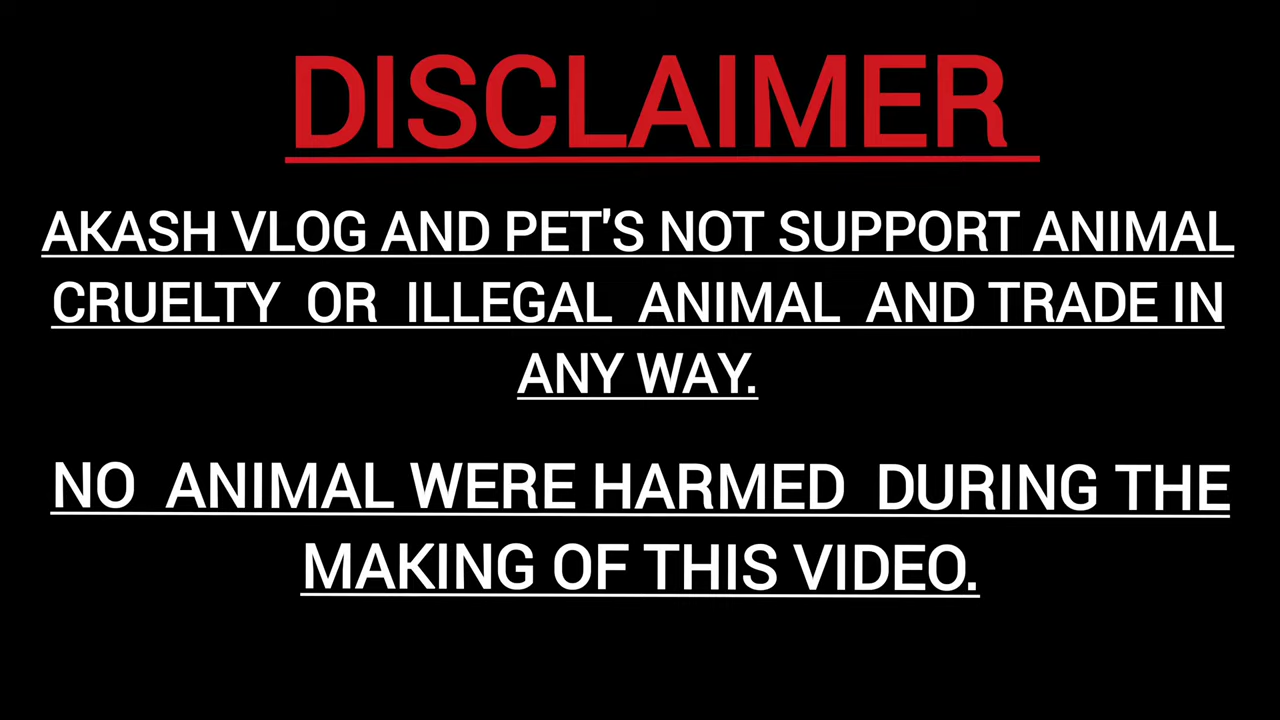 DISCLAIMER
AKASH VLOG AND PET'S NOT SUPPORT ANIMAL
CRUELTY OR ILLEGAL ANIMAL AND TRADE IN
ANY WAY.
NO ANIMAL WERE HARMED DURING THE
MAKING OF THIS VIDEO.